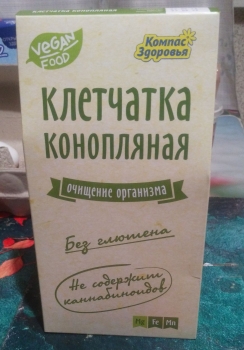 VEGAN
FOOD
Компас
Здоровья
КЛЕТЧАТКА
КОНОПЛЯНАЯ
очищение организма
Без глютена
Не содержит
каннабиноидов
Mg Fe Mn